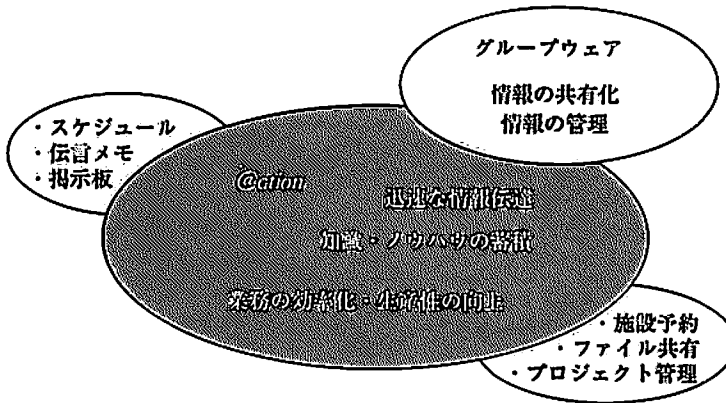 グループウェア
情報の共有化
情報の管理
・スケジュール
・伝言メモ
・掲示板
@ction
迅速な情報伝達
知識・ノウハウの蓄積
業務の効率化・生産性の向上
・施設予約
・ファイル共有
・プロジェクト管理